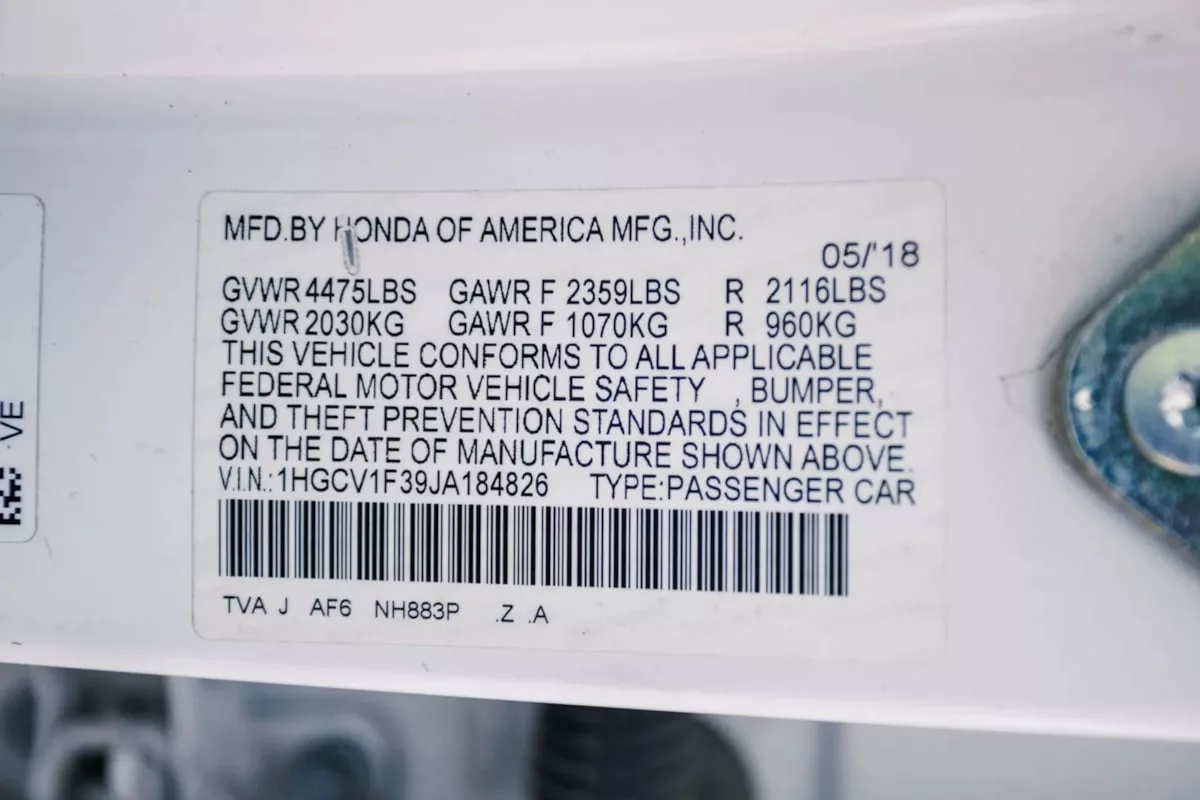 MFD.BY HONDA OF AMERICA MFG.,INC.
05/'18
GVWR 4475LBS GAWR F 2359LBS R 2116LBS
GVWR 2030KG GAWR F 1070KG R 960KG
THIS VEHICLE CONFORMS TO ALL APPLICABLE
FEDERAL MOTOR VEHICLE SAFETY , BUMPER,
AND THEFT PREVENTION STANDARDS IN EFFECT
ON THE DATE OF MANUFACTURE SHOWN ABOVE.
V.I.N.:1HGCV1F39JA184826 TYPE:PASSENGER CAR
TVA J AF6 NH883P .Z .A
VE